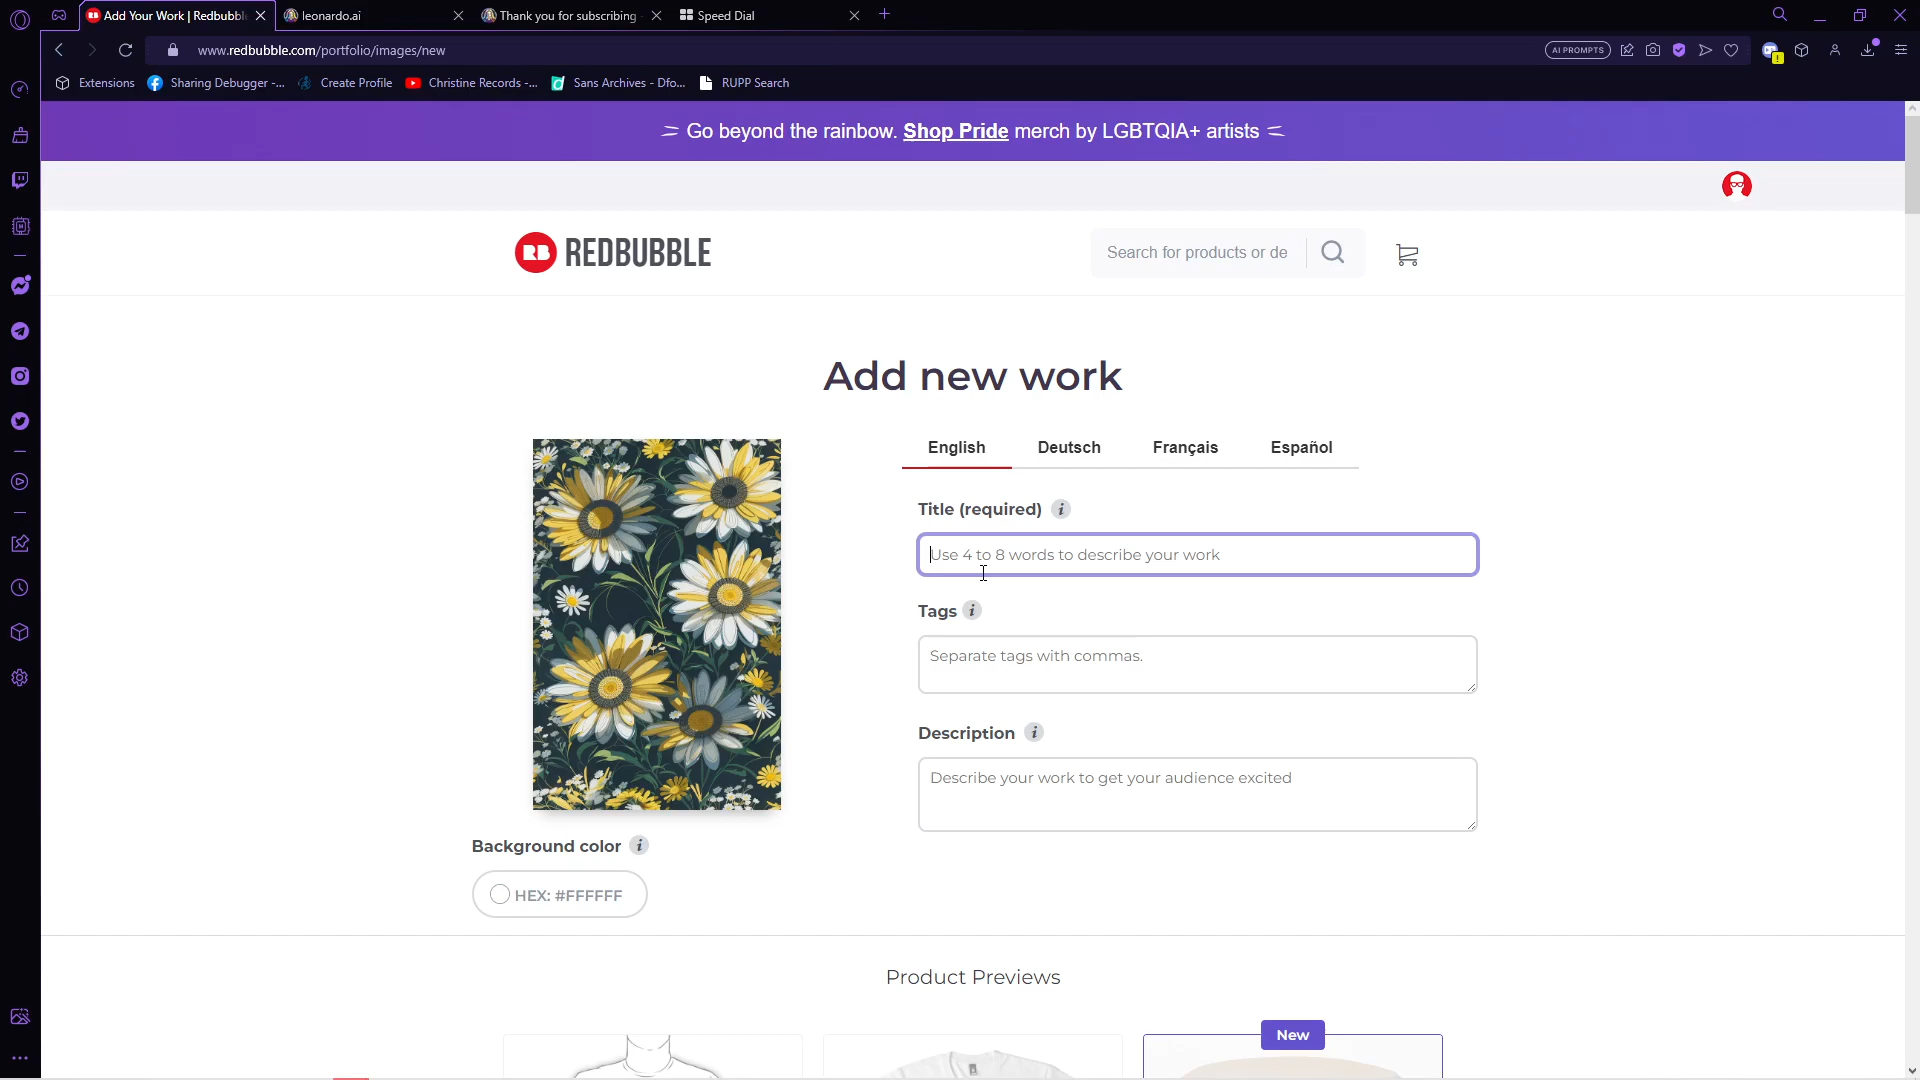 Add Your Work | Redbubble
leonardo.ai
Thank you for subscribing
Speed Dial
www.redbubble.com/portfolio/images/new
AI PROMPTS
Extensions
Sharing Debugger -...
Create Profile
Christine Records -...
Sans Archives - Dfo...
RUPP Search
Go beyond the rainbow. Shop Pride merch by LGBTQIA+ artists
RB REDBUBBLE
Search for products or de
Add new work
English Deutsch Français Español
Title (required) i
Use 4 to 8 words to describe your work
Tags i
Separate tags with commas.
Description i
Describe your work to get your audience excited
Background color i
HEX: #FFFFFF
Product Previews
New